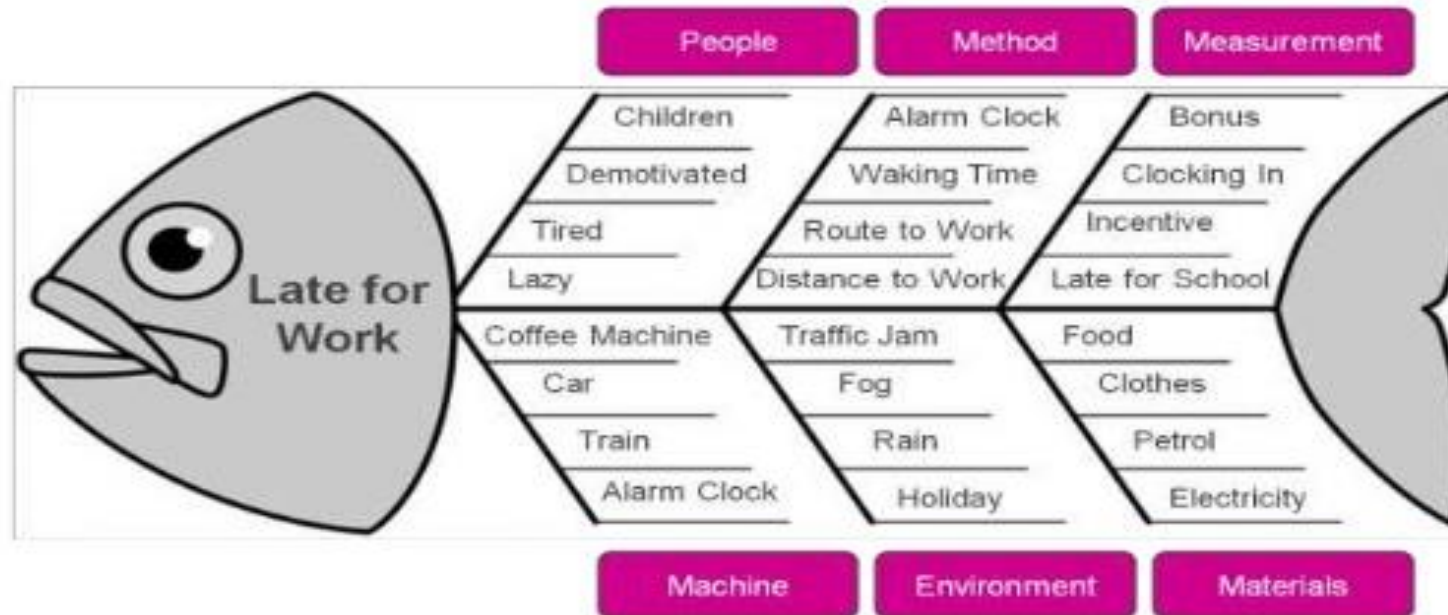 People
Method
Measurement
Children
Demotivated
Tired
Lazy
Alarm Clock
Waking Time
Route to Work
Distance to Work
Bonus
Clocking In
Incentive
Late for School
Late for
Work
Coffee Machine
Car
Train
Alarm Clock
Traffic Jam
Fog
Rain
Holiday
Food
Clothes
Petrol
Electricity
Machine
Environment
Materials